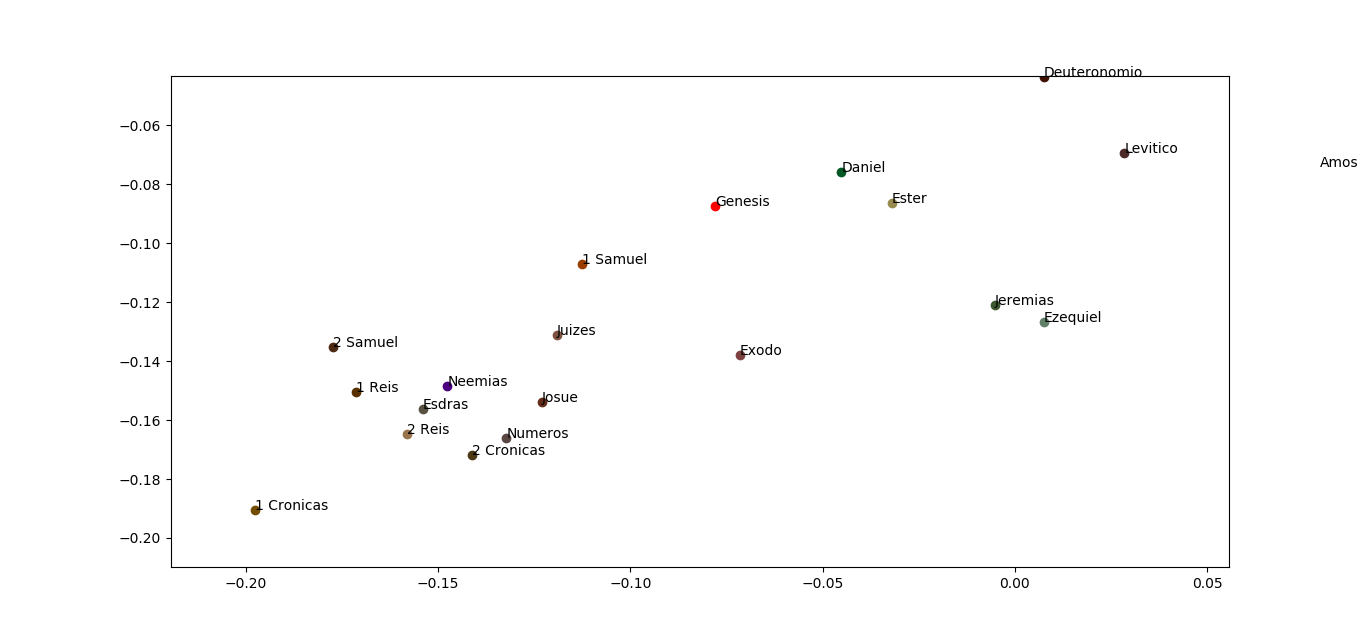 Deuteronomio
−0.06
Levitico
Amos
Daniel
−0.08
Ester
Genesis
−0.10
1 Samuel
−0.12
Jeremias
Ezequiel
Juizes
2 Samuel
Exodo
−0.14
Neemias
1 Reis
Josue
Esdras
−0.16
2 Reis
Numeros
2 Cronicas
−0.18
1 Cronicas
−0.20
−0.20 −0.15 −0.10 −0.05 0.00 0.05